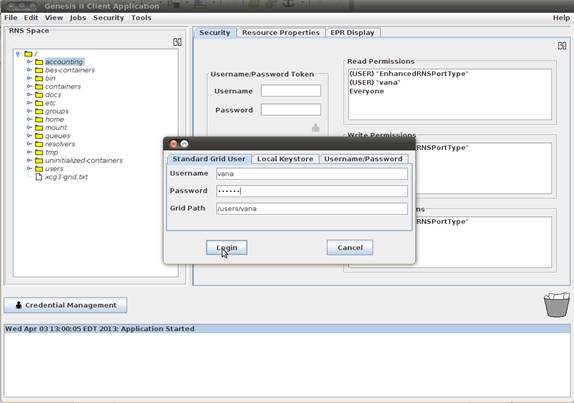 Genesis II Client Application
File Edit View Jobs Security Tools Help
RNS Space
/
accounting
bes-containers
bin
containers
docs
etc
groups
home
mount
queues
resolvers
tmp
uninitialized-containers
users
xcg3-grid.txt
Security Resource Properties EPR Display
Username/Password Token
Username
Password
Read Permissions
(USER) "EnhancedRNSPortType"
(USER) "vana"
Everyone
Write Permissions
RNSPortType"
ns
RNSPortType"
Standard Grid User Local Keystore Username/Password
Username vana
Password ••••••
Grid Path /users/vana
Login Cancel
Credential Management
Wed Apr 03 13:00:05 EDT 2013: Application Started